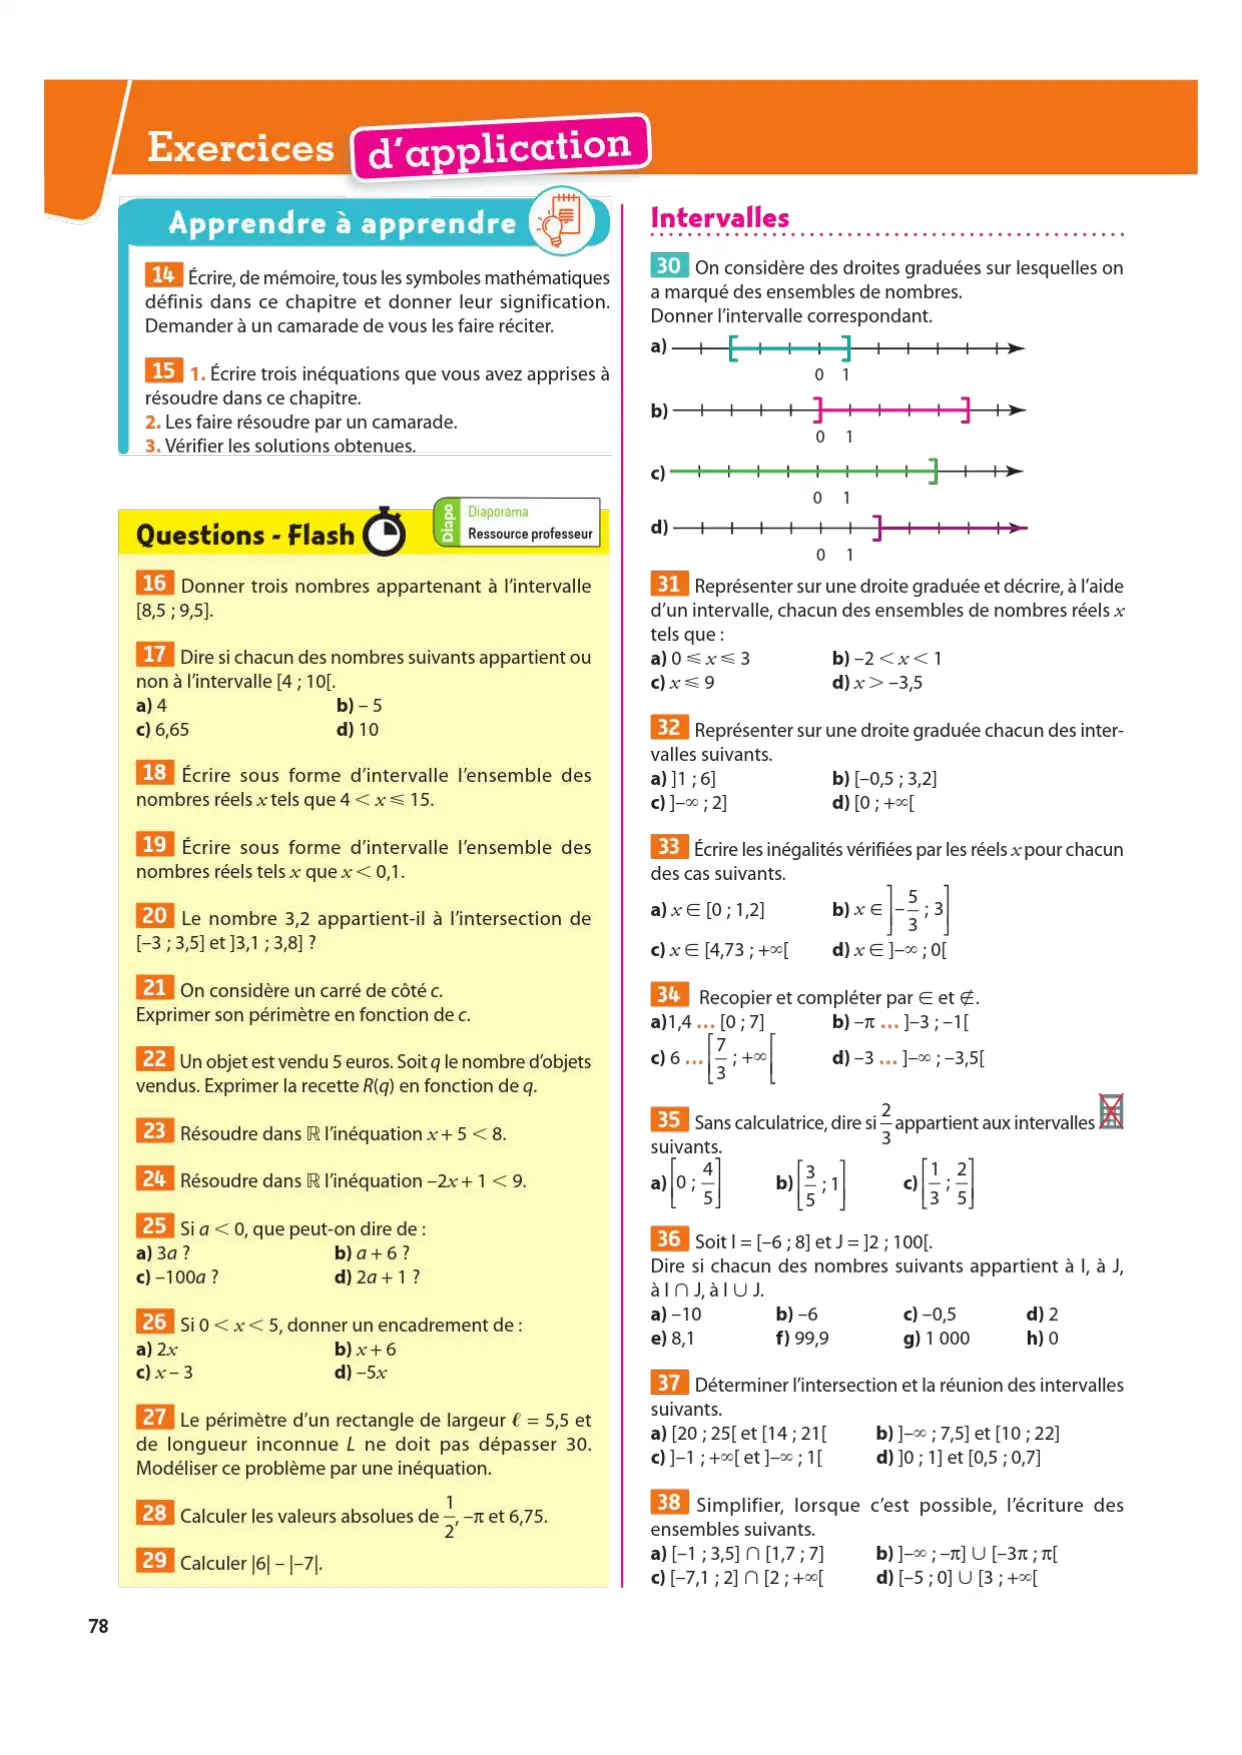 Exercices d'application
Apprendre à apprendre
14 Écrire, de mémoire, tous les symboles mathématiques
définis dans ce chapitre et donner leur signification.
Demander à un camarade de vous les faire réciter.
15 1. Écrire trois inéquations que vous avez apprises à
résoudre dans ce chapitre.
2. Les faire résoudre par un camarade.
3. Vérifier les solutions obtenues.
Questions - Flash
Diapo
Diaporama
Ressource professeur
16 Donner trois nombres appartenant à l'intervalle
[8,5 ; 9,5].
17 Dire si chacun des nombres suivants appartient ou
non à l'intervalle [4 ; 10[.
a) 4 b) – 5
c) 6,65 d) 10
18 Écrire sous forme d'intervalle l'ensemble des
nombres réels x tels que 4 < x ⩽ 15.
19 Écrire sous forme d'intervalle l'ensemble des
nombres réels tels x que x < 0,1.
20 Le nombre 3,2 appartient-il à l'intersection de
[–3 ; 3,5] et ]3,1 ; 3,8] ?
21 On considère un carré de côté c.
Exprimer son périmètre en fonction de c.
22 Un objet est vendu 5 euros. Soit q le nombre d'objets
vendus. Exprimer la recette R(q) en fonction de q.
23 Résoudre dans ℝ l'inéquation x + 5 < 8.
24 Résoudre dans ℝ l'inéquation –2x + 1 < 9.
25 Si a < 0, que peut-on dire de :
a) 3a ? b) a + 6 ?
c) –100a ? d) 2a + 1 ?
26 Si 0 < x < 5, donner un encadrement de :
a) 2x b) x + 6
c) x – 3 d) –5x
27 Le périmètre d'un rectangle de largeur ℓ = 5,5 et
de longueur inconnue L ne doit pas dépasser 30.
Modéliser ce problème par une inéquation.
28 Calculer les valeurs absolues de 1/2, –π et 6,75.
29 Calculer |6| – |–7|.
78
Intervalles
30 On considère des droites graduées sur lesquelles on
a marqué des ensembles de nombres.
Donner l'intervalle correspondant.
a)
0 1
b)
0 1
c)
0 1
d)
0 1
31 Représenter sur une droite graduée et décrire, à l'aide
d'un intervalle, chacun des ensembles de nombres réels x
tels que :
a) 0 ⩽ x ⩽ 3 b) –2 < x < 1
c) x ⩽ 9 d) x > –3,5
32 Représenter sur une droite graduée chacun des inter-
valles suivants.
a) ]1 ; 6] b) [–0,5 ; 3,2]
c) ]–∞ ; 2] d) [0 ; +∞[
33 Écrire les inégalités vérifiées par les réels x pour chacun
des cas suivants.
a) x ∈ [0 ; 1,2] b) x ∈ ]–5/3 ; 3]
c) x ∈ [4,73 ; +∞[ d) x ∈ ]–∞ ; 0[
34 Recopier et compléter par ∈ et ∉.
a)1,4 ... [0 ; 7] b) –π ... ]–3 ; –1[
c) 6 ... [7/3 ; +∞[ d) –3 ... ]–∞ ; –3,5[
35 Sans calculatrice, dire si 2/3 appartient aux intervalles
suivants.
a) [0 ; 4/5] b) [3/5 ; 1] c) [1/3 ; 2/5]
36 Soit I = [–6 ; 8] et J = ]2 ; 100[.
Dire si chacun des nombres suivants appartient à I, à J,
à I ∩ J, à I ∪ J.
a) –10 b) –6 c) –0,5 d) 2
e) 8,1 f) 99,9 g) 1 000 h) 0
37 Déterminer l'intersection et la réunion des intervalles
suivants.
a) [20 ; 25[ et [14 ; 21[ b) ]–∞ ; 7,5] et [10 ; 22]
c) ]–1 ; +∞[ et ]–∞ ; 1[ d) ]0 ; 1] et [0,5 ; 0,7]
38 Simplifier, lorsque c'est possible, l'écriture des
ensembles suivants.
a) [–1 ; 3,5] ∩ [1,7 ; 7] b) ]–∞ ; –π] ∪ [–3π ; π[
c) [–7,1 ; 2] ∩ [2 ; +∞[ d) [–5 ; 0] ∪ [3 ; +∞[